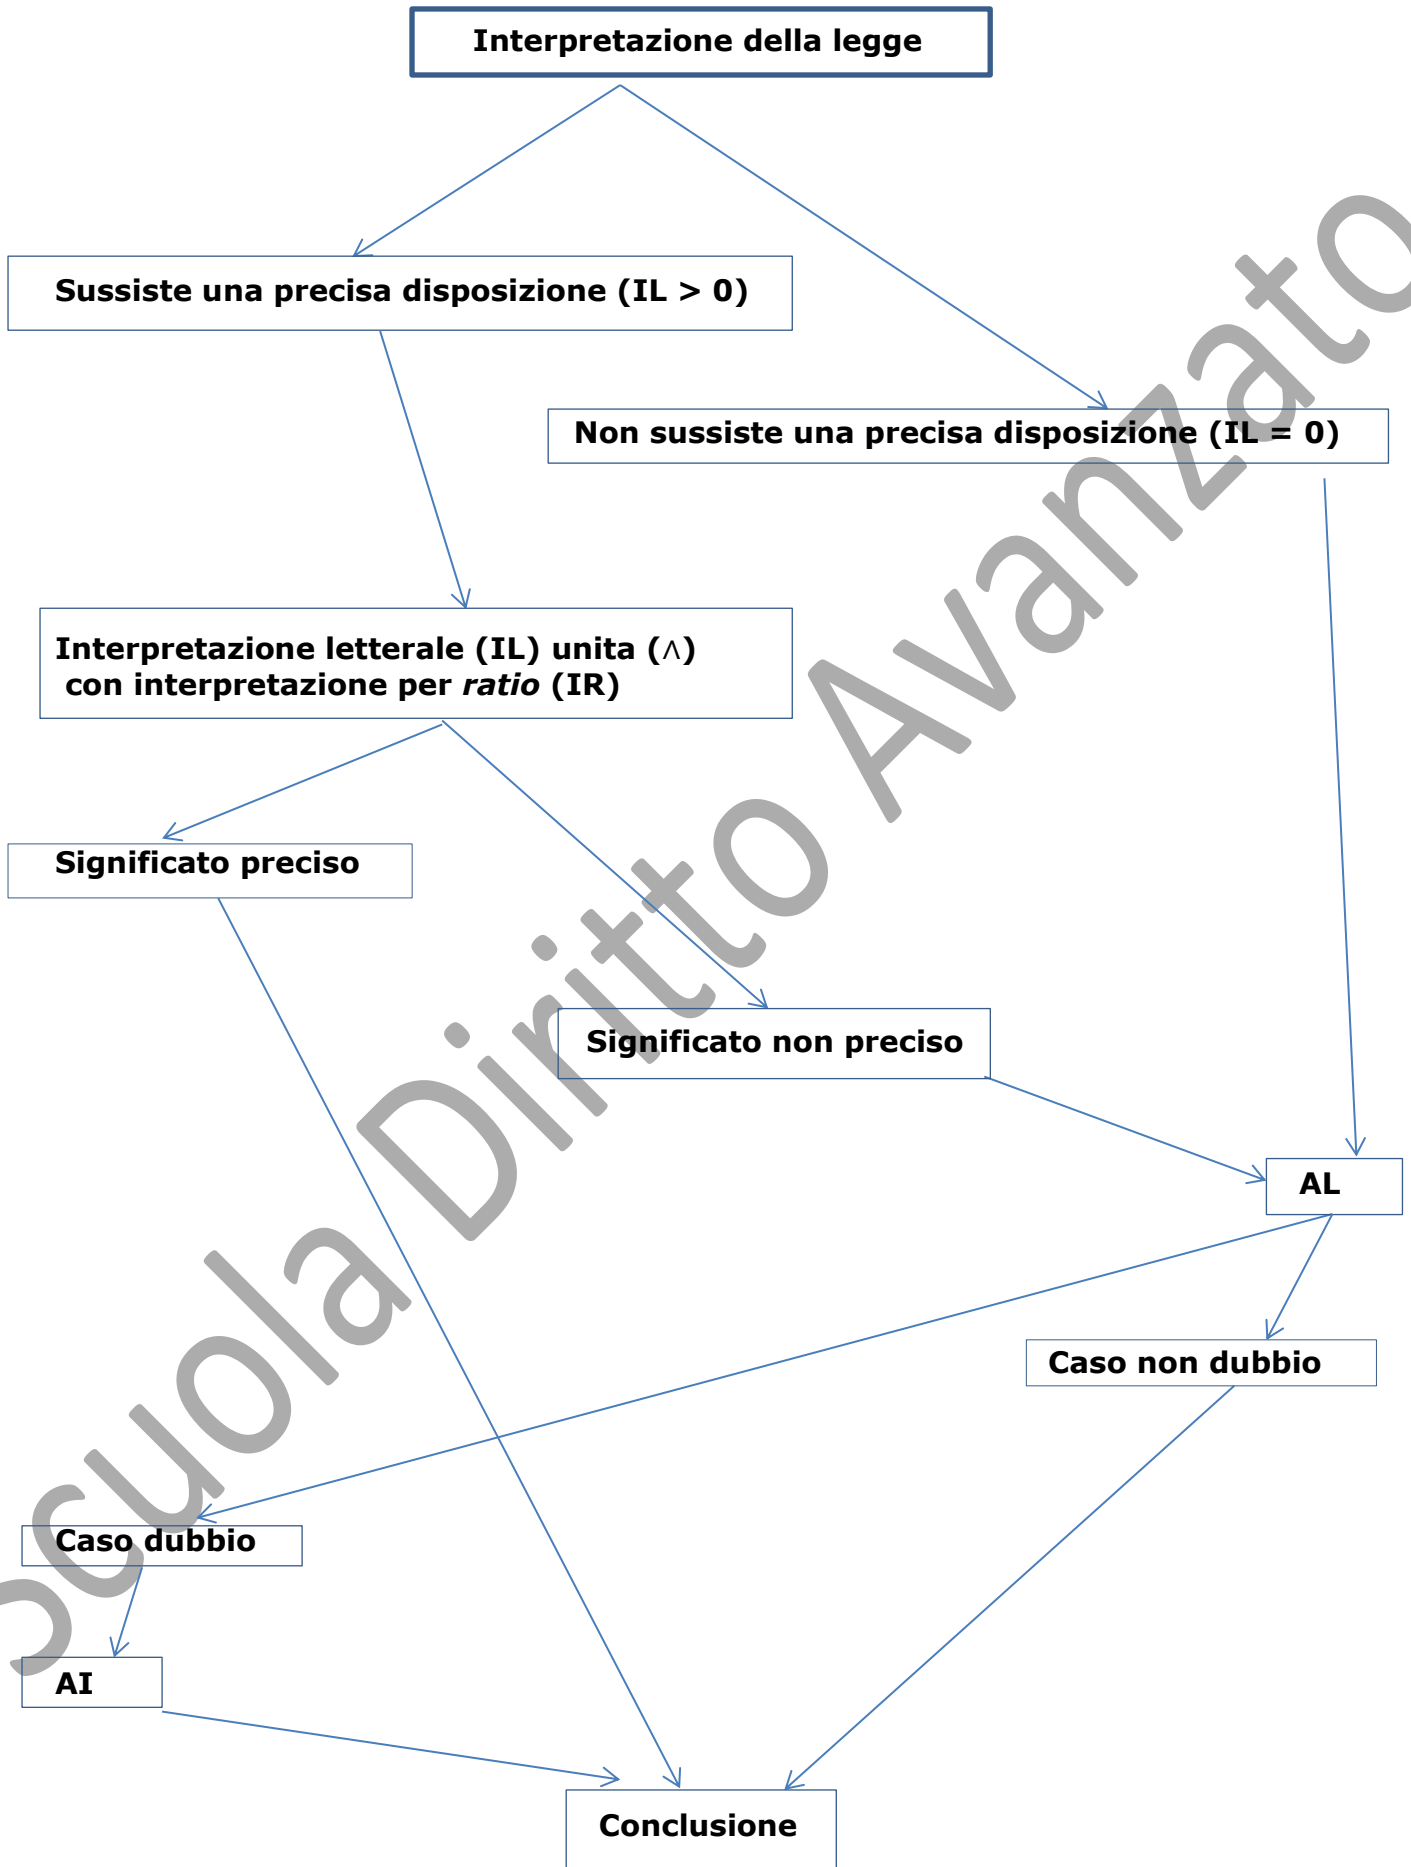 Interpretazione della legge
Sussiste una precisa disposizione (IL > 0)
Non sussiste una precisa disposizione (IL = 0)
Interpretazione letterale (IL) unita (∧)
con interpretazione per ratio (IR)
Significato preciso
Significato non preciso
AL
Caso non dubbio
Caso dubbio
AI
Conclusione
Scuola Diritto Avanzato